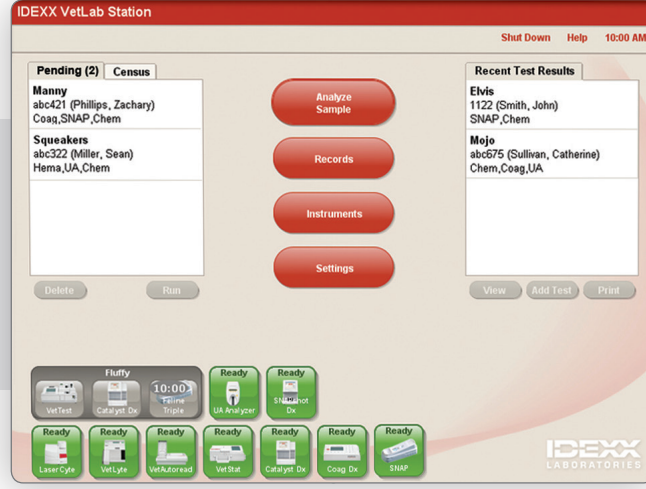 IDEXX VetLab Station
Shut Down Help 10:00 AM
Pending (2) Census
Manny
abc421 (Phillips, Zachary)
Coag,SNAP,Chem
Squeakers
abc322 (Miller, Sean)
Hema,UA,Chem
Delete Run
Analyze
Sample
Records
Instruments
Settings
Recent Test Results
Elvis
1122 (Smith, John)
SNAP,Chem
Mojo
abc675 (Sullivan, Catherine)
Chem,Coag,UA
View Add Test Print
Fluffy
VetTest
Catalyst Dx
10:00
Feline
Triple
Ready
UA Analyzer
Ready
SNAPshot
Dx
Ready
LaserCyte
Ready
VetLyte
Ready
VetAutoread
Ready
VetStat
Ready
Catalyst Dx
Ready
Coag Dx
Ready
SNAP
IDEXX
LABORATORIES